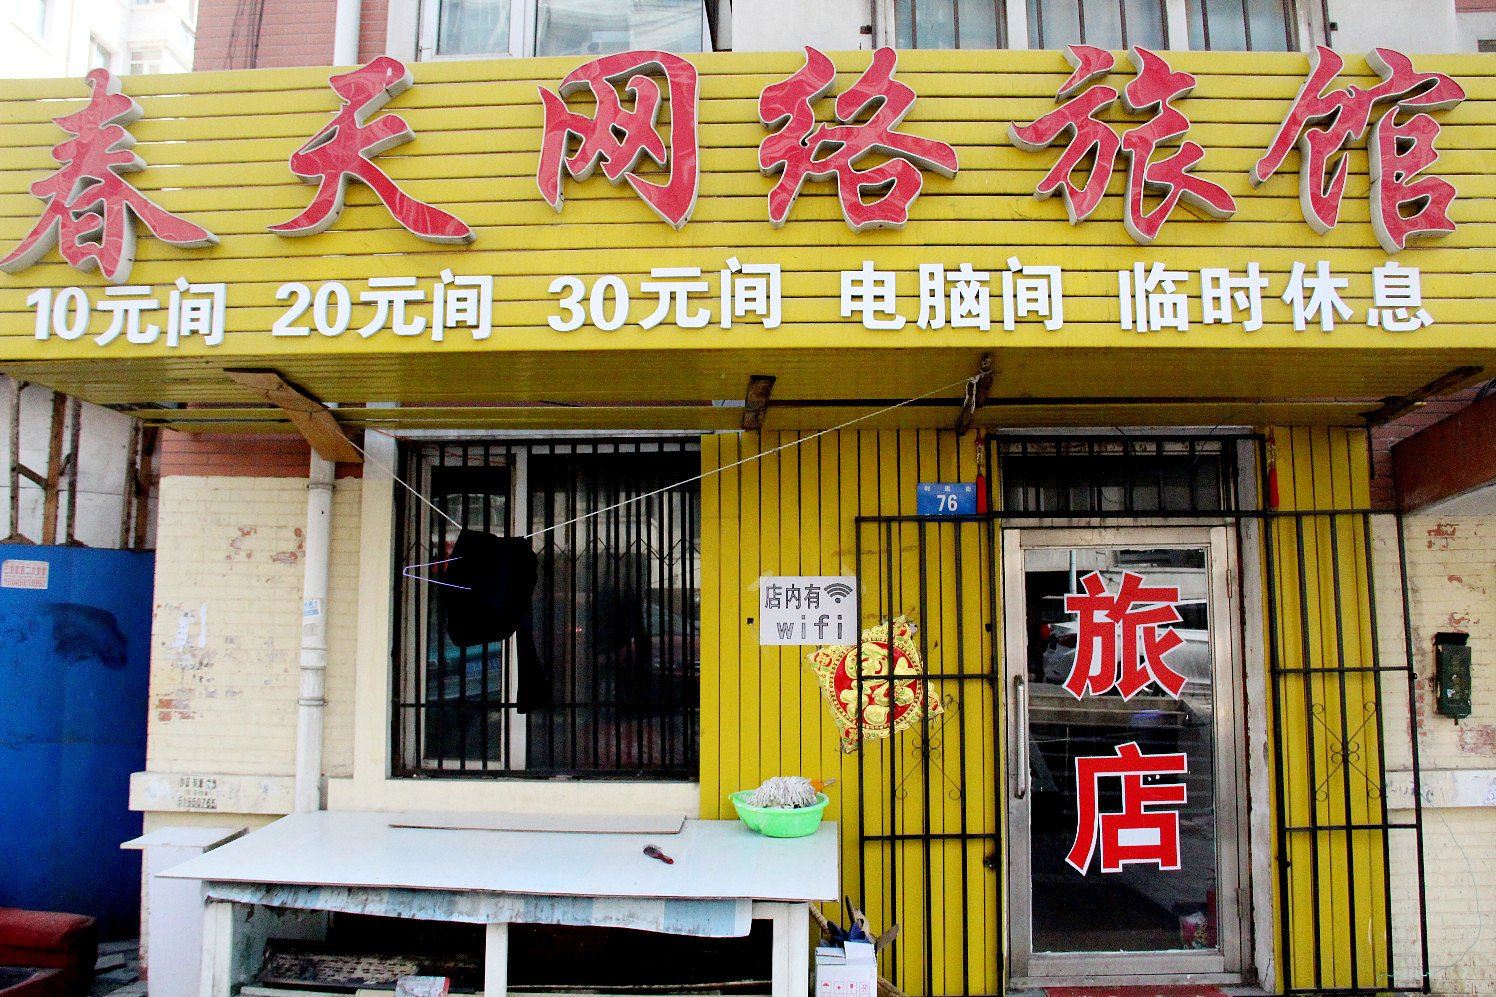 春天网络旅馆
10元间 20元间 30元间 电脑间 临时休息
76
店内有
wifi
旅
店
51650765